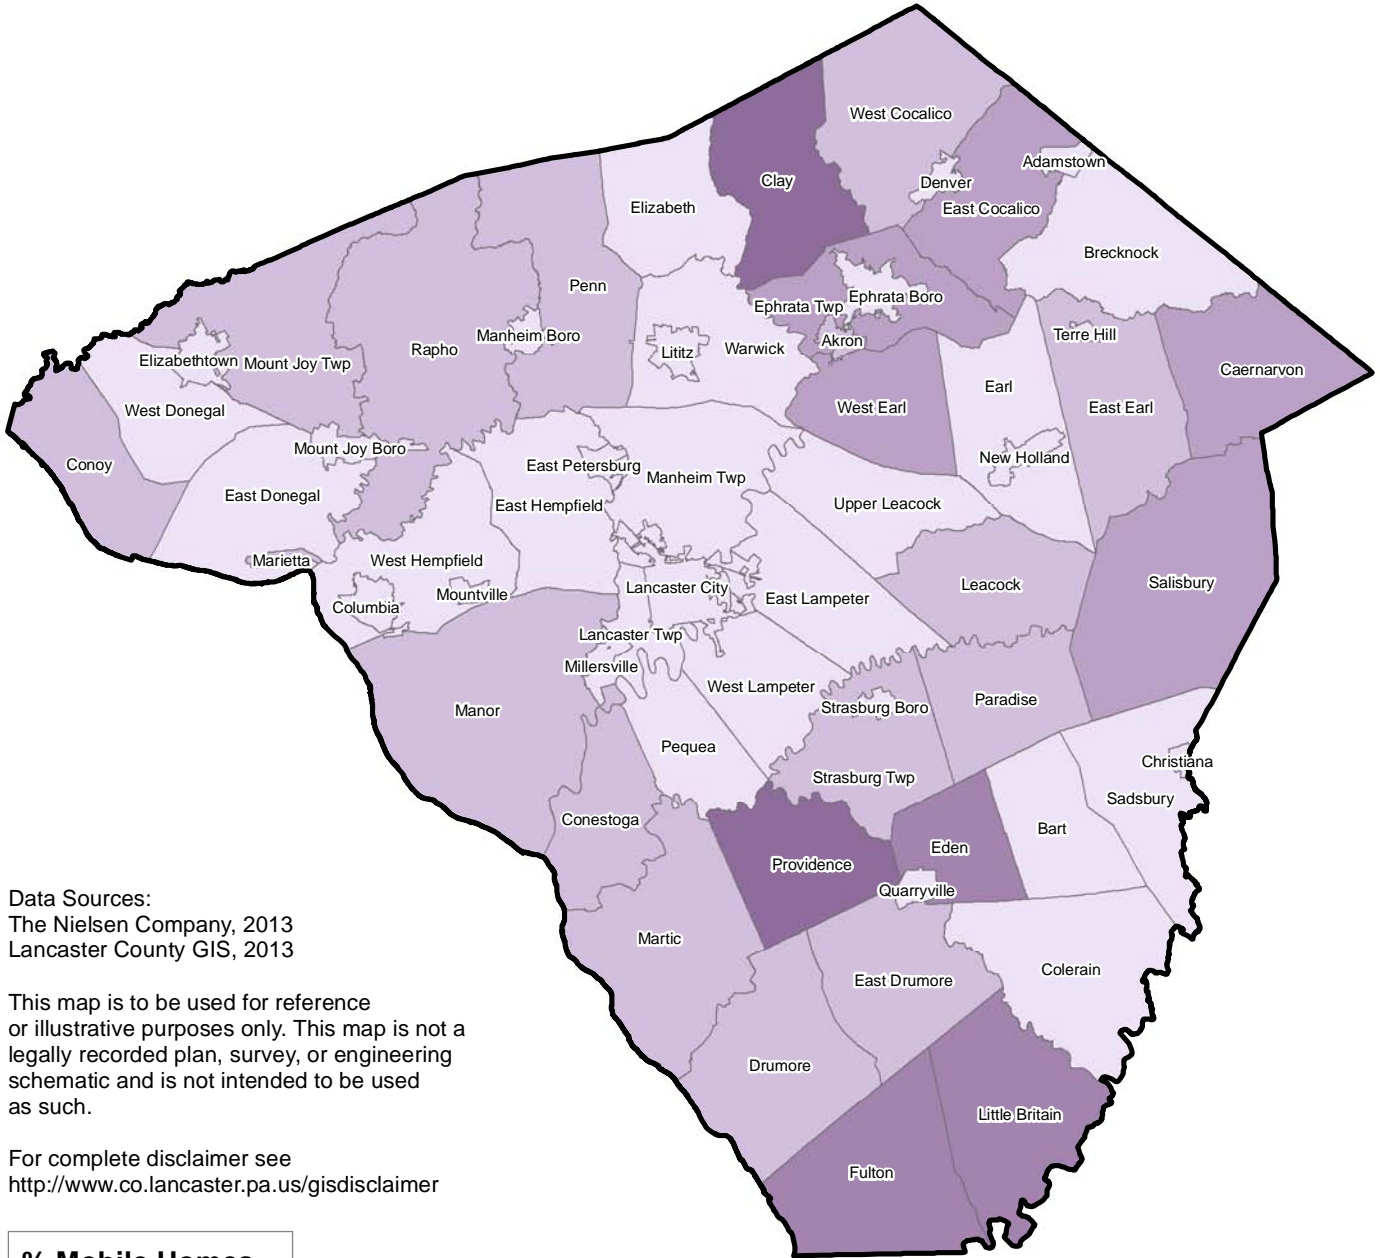 West Cocalico
Adamstown
Clay
Denver
Elizabeth
East Cocalico
Brecknock
Penn
Ephrata Twp
Ephrata Boro
Manheim Boro
Terre Hill
Akron
Rapho
Lititz
Warwick
Elizabethtown
Mount Joy Twp
Caernarvon
Earl
West Donegal
West Earl
East Earl
Mount Joy Boro
Conoy
East Petersburg
New Holland
Manheim Twp
East Donegal
East Hempfield
Upper Leacock
Marietta
West Hempfield
Lancaster City
Leacock
Salisbury
Mountville
East Lampeter
Columbia
Lancaster Twp
Millersville
West Lampeter
Paradise
Manor
Strasburg Boro
Pequea
Christiana
Strasburg Twp
Sadsbury
Conestoga
Bart
Eden
Providence
Quarryville
Martic
Colerain
East Drumore
Drumore
Little Britain
Fulton
Data Sources:
The Nielsen Company, 2013
Lancaster County GIS, 2013
This map is to be used for reference
or illustrative purposes only. This map is not a
legally recorded plan, survey, or engineering
schematic and is not intended to be used
as such.
For complete disclaimer see
http://www.co.lancaster.pa.us/gisdisclaimer
% Mobile Homes